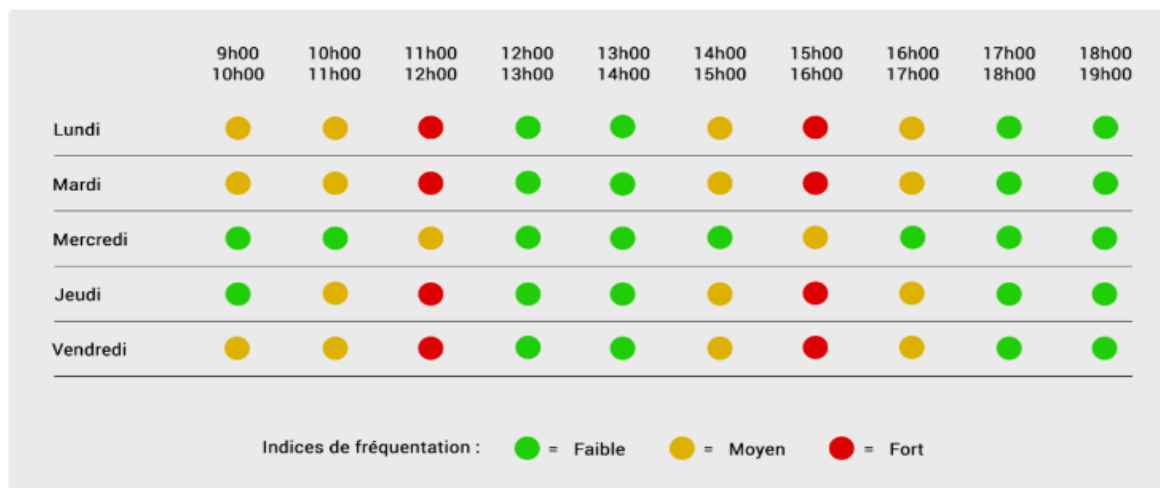 9h00 10h00 11h00 12h00 13h00 14h00 15h00 16h00 17h00 18h00
10h00 11h00 12h00 13h00 14h00 15h00 16h00 17h00 18h00 19h00
Lundi
Mardi
Mercredi
Jeudi
Vendredi
Indices de fréquentation : = Faible = Moyen = Fort